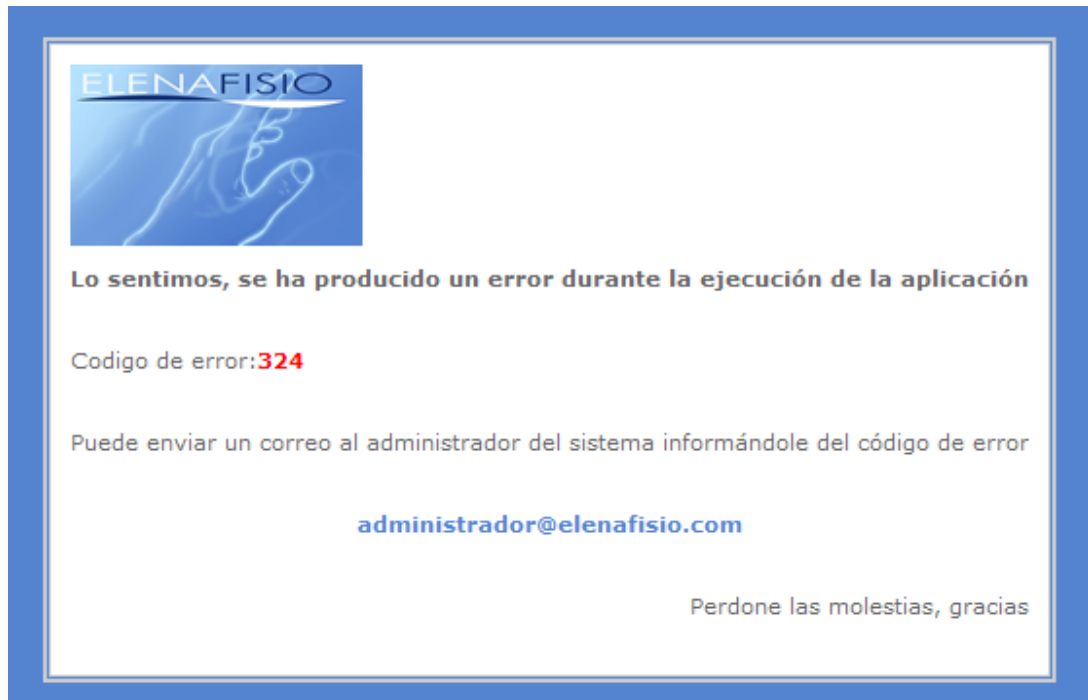 ELENAFISIO
Lo sentimos, se ha producido un error durante la ejecución de la aplicación
Codigo de error:324
Puede enviar un correo al administrador del sistema informándole del código de error
administrador@elenafisio.com
Perdone las molestias, gracias